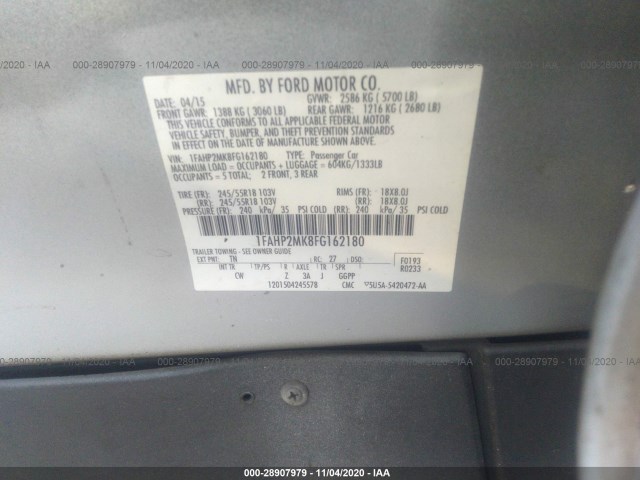 000-28907979 - 11/04/2020 - IAA
MFD. BY FORD MOTOR CO.
DATE: 04/15 GVWR: 2586 KG ( 5700 LB)
FRONT GAWR: 1388 KG ( 3060 LB) REAR GAWR: 1216 KG ( 2680 LB)
THIS VEHICLE CONFORMS TO ALL APPLICABLE FEDERAL MOTOR
VEHICLE SAFETY, BUMPER, AND THEFT PREVENTION STANDARDS
IN EFFECT ON THE DATE OF MANUFACTURE SHOWN ABOVE.
VIN: 1FAHP2MK8FG162180 TYPE: Passenger Car
MAXIMUM LOAD = OCCUPANTS + LUGGAGE = 604KG/1333LB
OCCUPANTS = 5 TOTAL: 2 FRONT, 3 REAR
TIRE (FR): 245/55R18 103V RIMS (FR): 18X8.0J
(RR): 245/55R18 103V (RR): 18X8.0J
PRESSURE (FR): 240 kPa/ 35 PSI COLD (RR): 240 kPa/ 35 PSI COLD
1FAHP2MK8FG162180
TRAILER TOWING - SEE OWNER GUIDE
EXT PNT: TN RC: 27 DSO: F0193
INT TR TP/PS R AXLE TR SPR R0233
CW Z 3A J GGPP
1201504245578 CMC 5U5A-5420472-AA
000-28907979 - 11/04/2020 - IAA
000-28907979 - 11/04/2020 - IAA